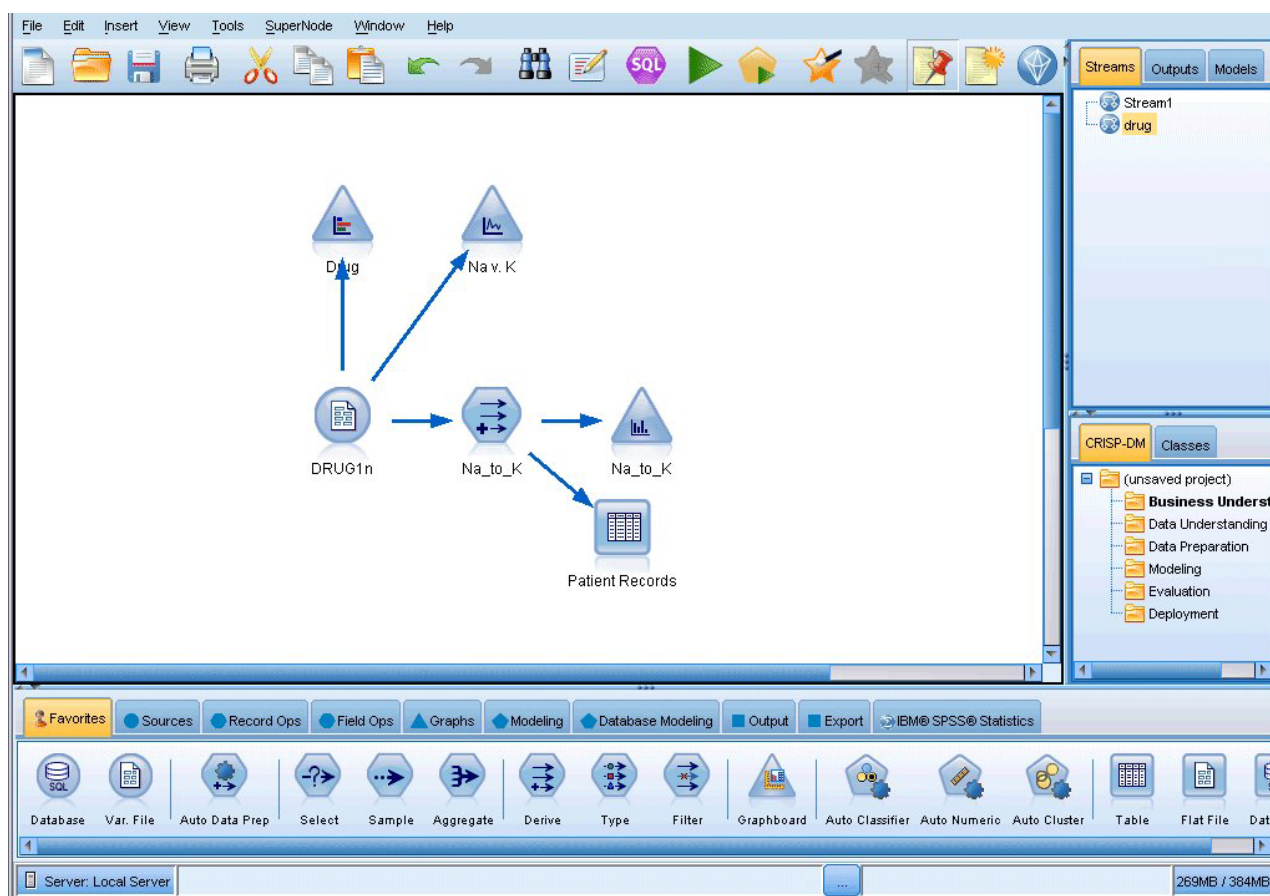 File Edit Insert View Tools SuperNode Window Help
SQL
Streams Outputs Models
Stream1
drug
Drug
Na v. K
DRUG1n
Na_to_K
Na_to_K
Patient Records
CRISP-DM Classes
(unsaved project)
Business Underst
Data Understanding
Data Preparation
Modeling
Evaluation
Deployment
Favorites Sources Record Ops Field Ops Graphs Modeling Database Modeling Output Export IBM® SPSS® Statistics
SQL
Database Var. File Auto Data Prep Select Sample Aggregate Derive Type Filter Graphboard Auto Classifier Auto Numeric Auto Cluster Table Flat File Dat
Server: Local Server ... 269MB / 384MB